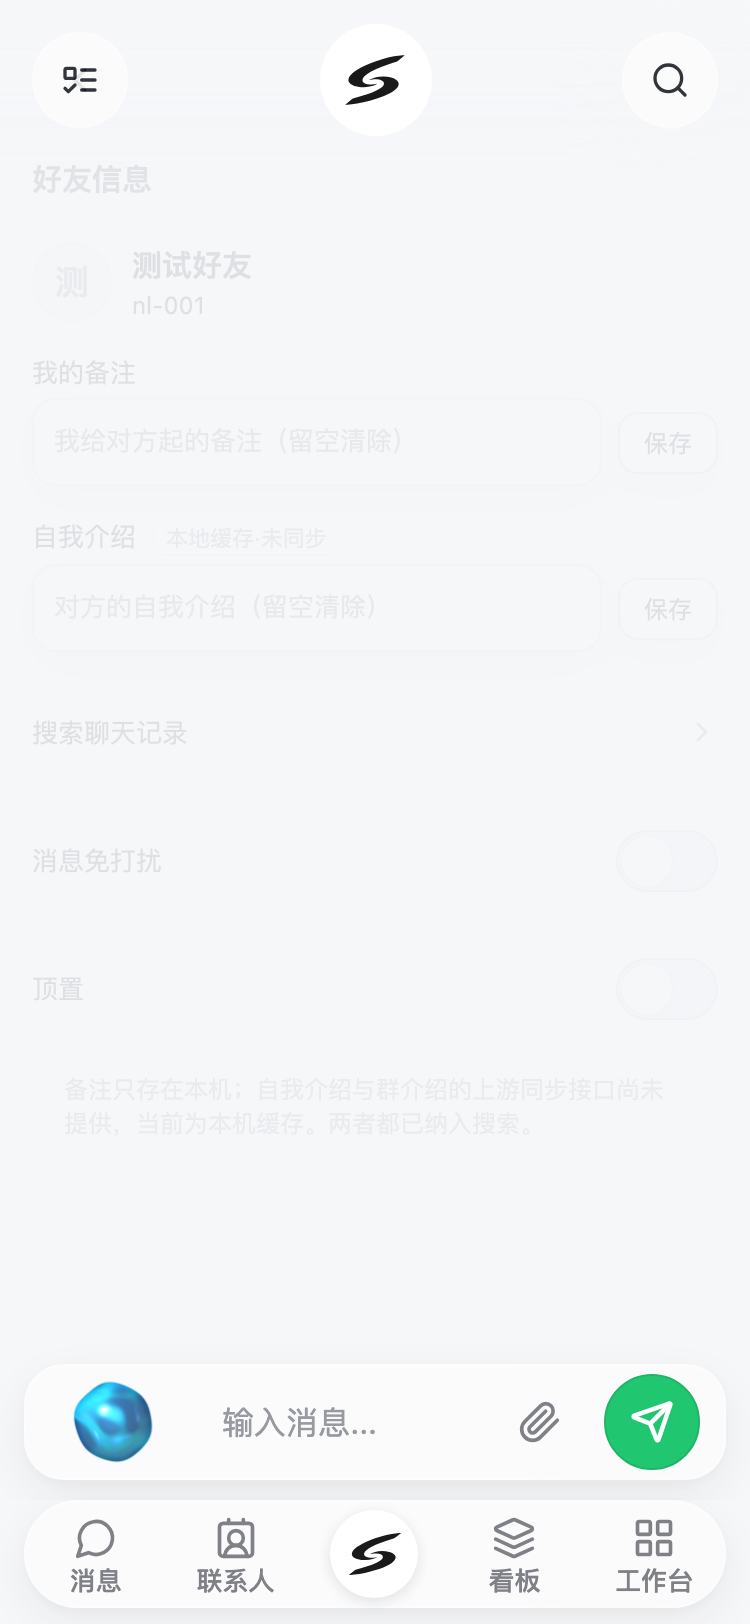 好友信息
测
测试好友
nl-001
我的备注
我给对方起的备注（留空清除）
保存
自我介绍
本地缓存·未同步
对方的自我介绍（留空清除）
保存
搜索聊天记录
消息免打扰
顶置
备注只存在本机；自我介绍与群介绍的上游同步接口尚未
提供，当前为本机缓存。两者都已纳入搜索。
输入消息...
消息
联系人
看板
工作台